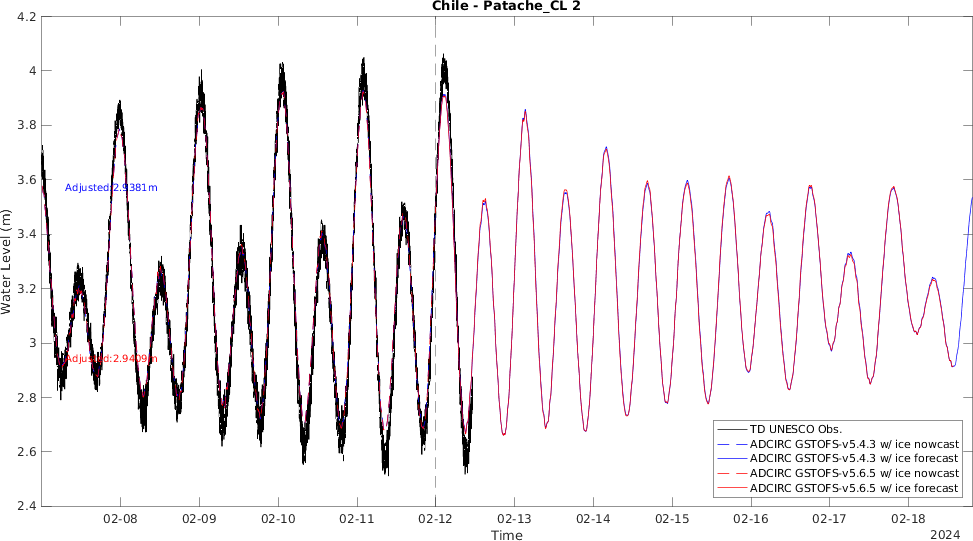 Chile - Patache_CL 2
4.2
4
3.8
3.6
3.4
3.2
3
2.8
2.6
2.4
Water Level (m)
Adjusted:2.9381m
Adjusted:2.9409m
TD UNESCO Obs.
ADCIRC GSTOFS-v5.4.3 w/ ice nowcast
ADCIRC GSTOFS-v5.4.3 w/ ice forecast
ADCIRC GSTOFS-v5.6.5 w/ ice nowcast
ADCIRC GSTOFS-v5.6.5 w/ ice forecast
02-08 02-09 02-10 02-11 02-12 02-13 02-14 02-15 02-16 02-17 02-18
Time
2024